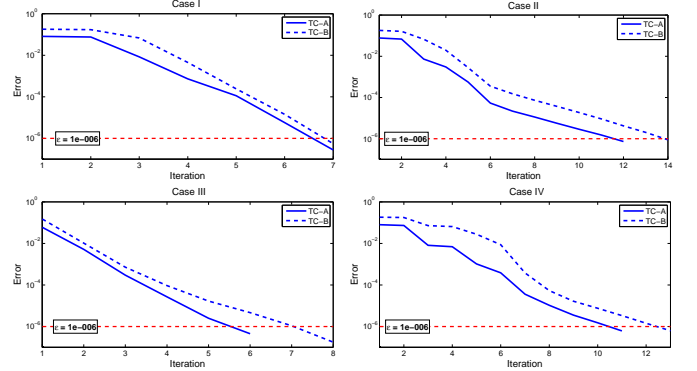 Case I
10^0
10^-2
10^-4
10^-6
Error
TC-A
TC-B
ε = 1e-006
1 2 3 4 5 6 7
Iteration
Case II
10^0
10^-2
10^-4
10^-6
Error
TC-A
TC-B
ε = 1e-006
2 4 6 8 10 12 14
Iteration
Case III
10^0
10^-2
10^-4
10^-6
Error
TC-A
TC-B
ε = 1e-006
1 2 3 4 5 6 7 8
Iteration
Case IV
10^0
10^-2
10^-4
10^-6
Error
TC-A
TC-B
ε = 1e-006
2 4 6 8 10 12
Iteration